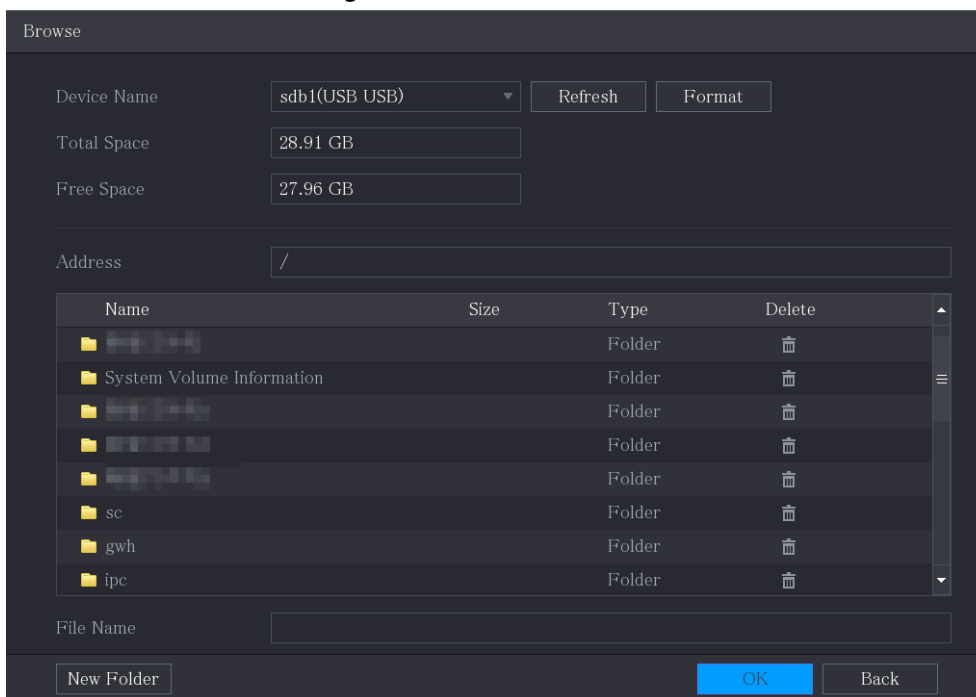 Browse
Device Name sdb1(USB USB) Refresh Format
Total Space 28.91 GB
Free Space 27.96 GB
Address /
Name Size Type Delete
Folder
System Volume Information Folder
Folder
Folder
Folder
sc Folder
gwh Folder
ipc Folder
File Name
New Folder OK Back